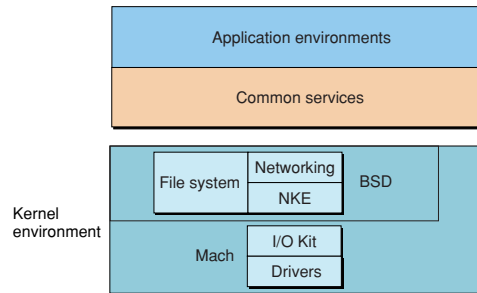 Application environments
Common services
Networking
File system
BSD
NKE
Kernel
environment
I/O Kit
Mach
Drivers